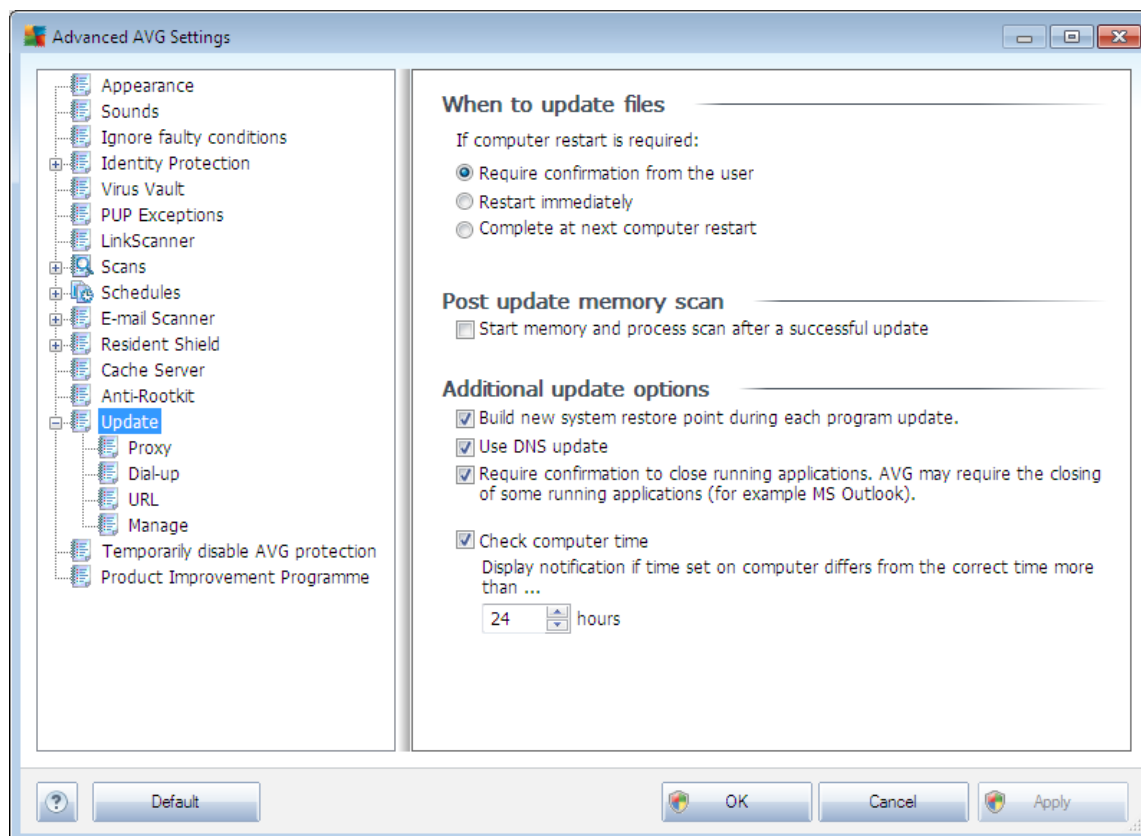 Advanced AVG Settings
Appearance
Sounds
Ignore faulty conditions
Identity Protection
Virus Vault
PUP Exceptions
LinkScanner
Scans
Schedules
E-mail Scanner
Resident Shield
Cache Server
Anti-Rootkit
Update
Proxy
Dial-up
URL
Manage
Temporarily disable AVG protection
Product Improvement Programme
When to update files
If computer restart is required:
Require confirmation from the user
Restart immediately
Complete at next computer restart
Post update memory scan
Start memory and process scan after a successful update
Additional update options
Build new system restore point during each program update.
Use DNS update
Require confirmation to close running applications. AVG may require the closing
of some running applications (for example MS Outlook).
Check computer time
Display notification if time set on computer differs from the correct time more
than ...
24 hours
? Default OK Cancel Apply